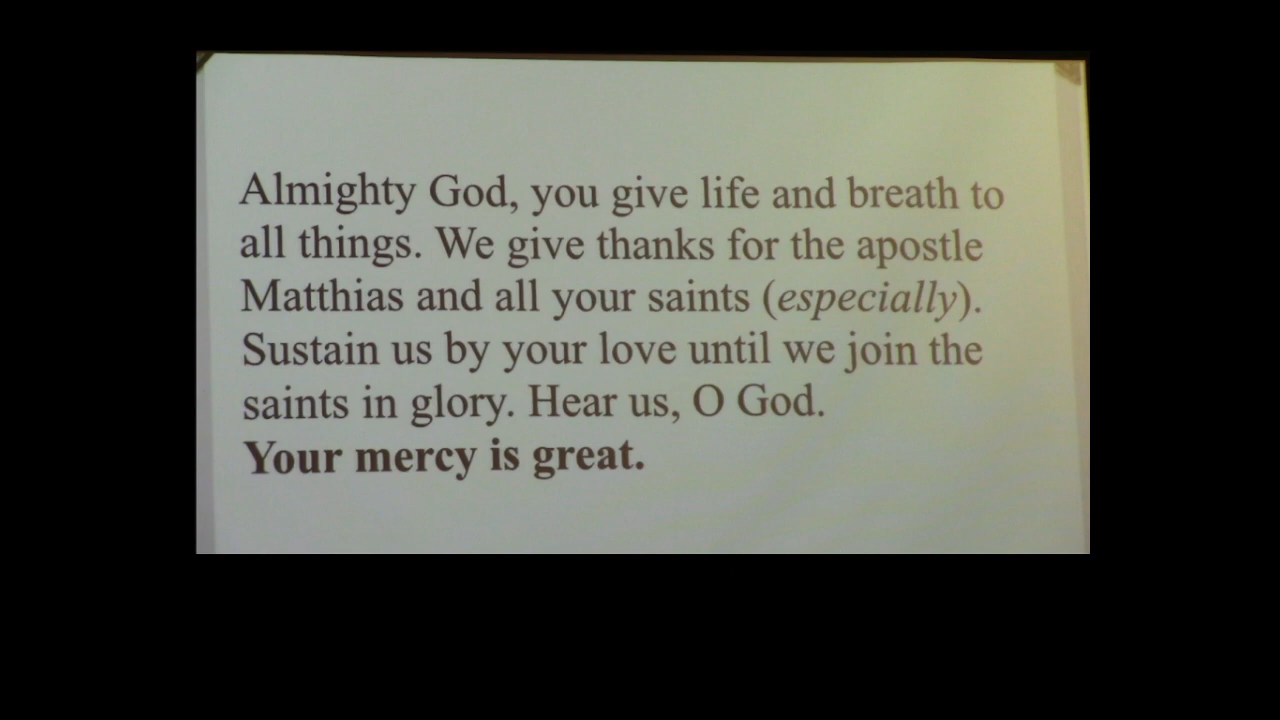 Almighty God, you give life and breath to
all things. We give thanks for the apostle
Matthias and all your saints (especially).
Sustain us by your love until we join the
saints in glory. Hear us, O God.
Your mercy is great.